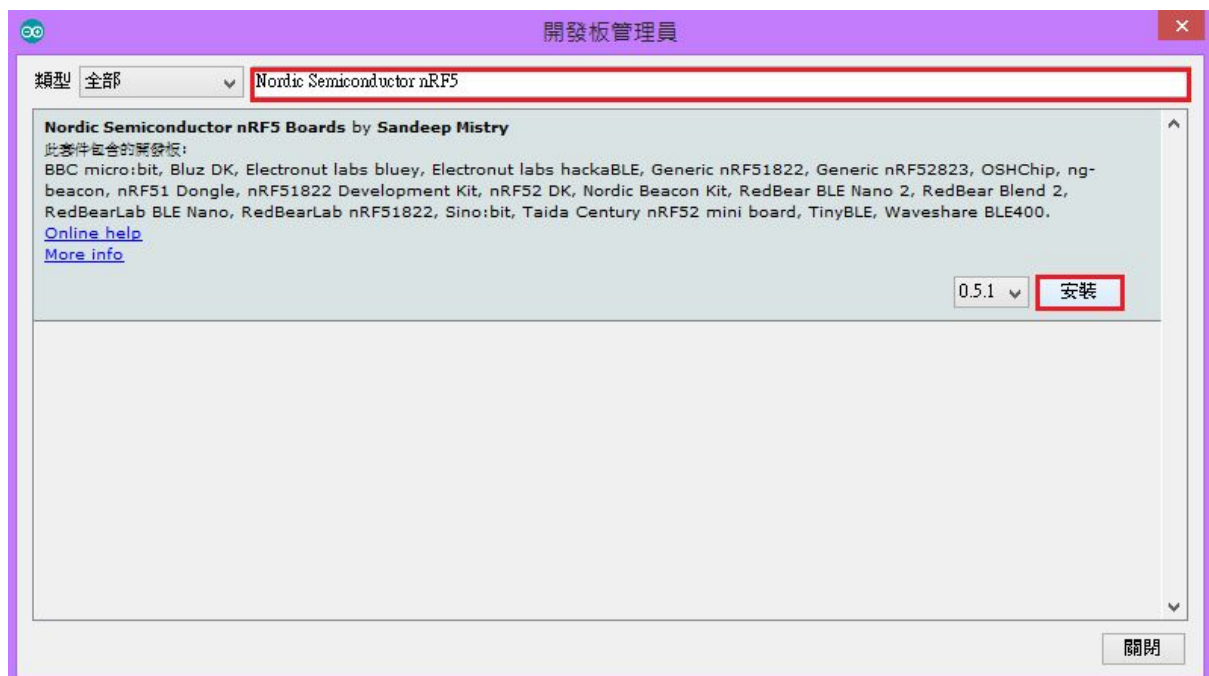 開發板管理員
類型 全部 Nordic Semiconductor nRF5
Nordic Semiconductor nRF5 Boards by Sandeep Mistry
此套件包含的開發板:
BBC micro:bit, Bluz DK, Electronut labs bluey, Electronut labs hackaBLE, Generic nRF51822, Generic nRF52823, OSHChip, ng-
beacon, nRF51 Dongle, nRF51822 Development Kit, nRF52 DK, Nordic Beacon Kit, RedBear BLE Nano 2, RedBear Blend 2,
RedBearLab BLE Nano, RedBearLab nRF51822, Sino:bit, Taida Century nRF52 mini board, TinyBLE, Waveshare BLE400.
Online help
More info
0.5.1 安裝
關閉